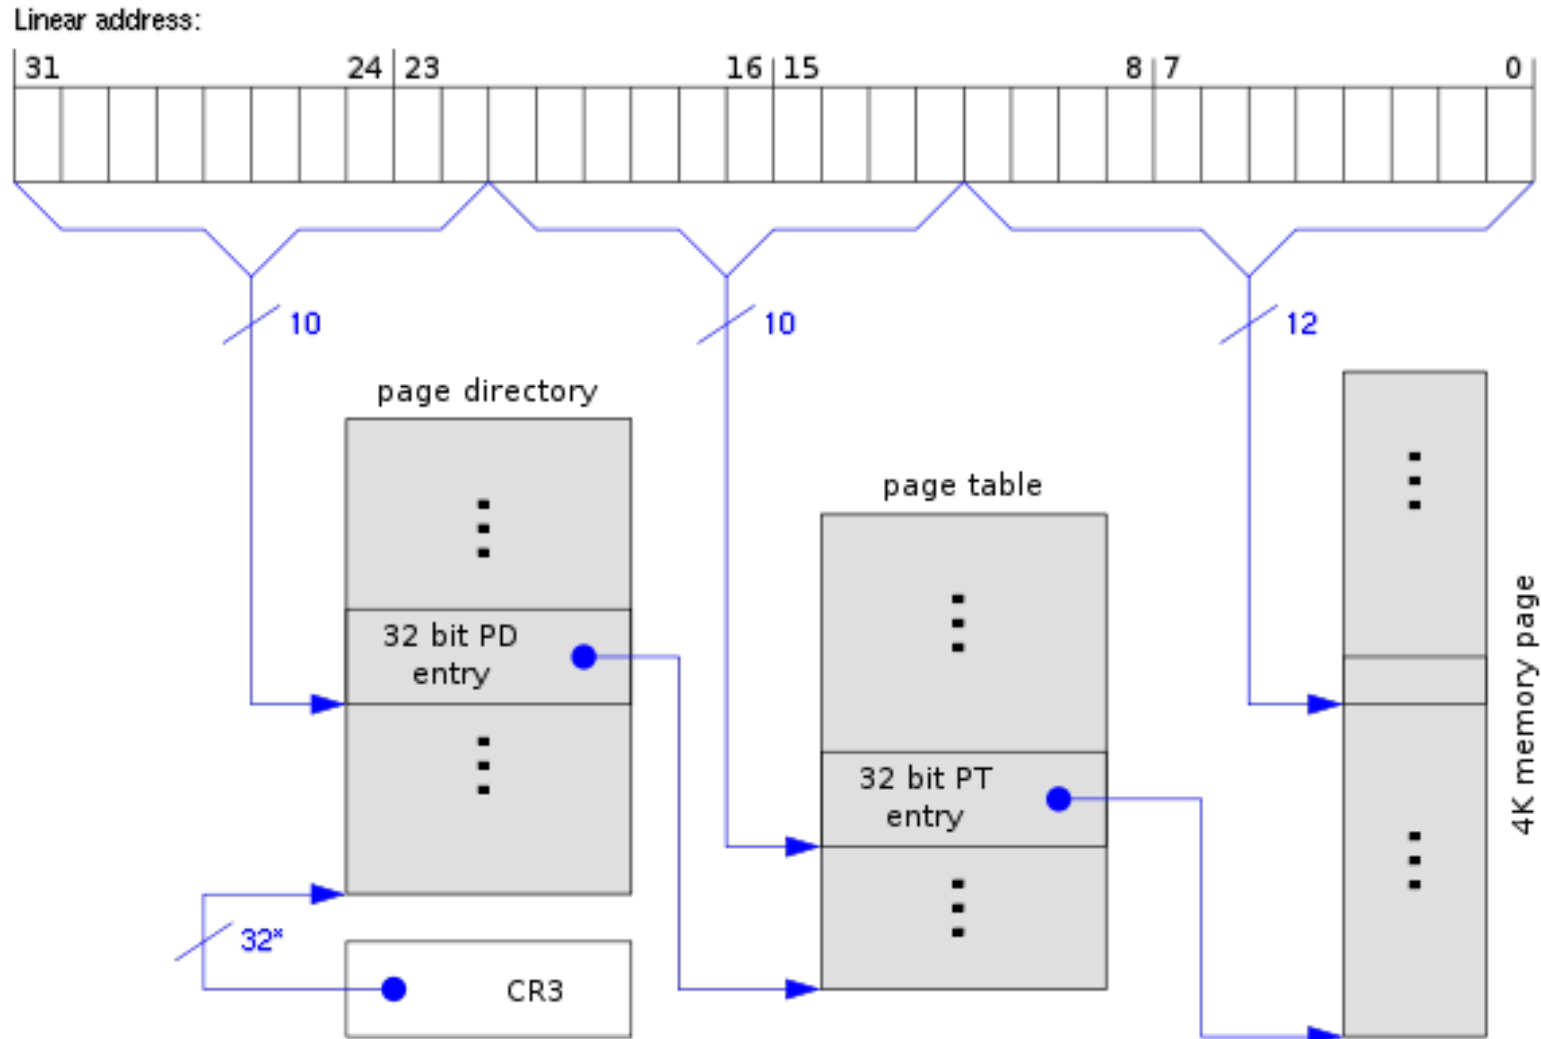 Linear address:
31 24 23 16 15 8 7 0
10 10 12
page directory
page table
32 bit PD
entry
32 bit PT
entry
4K memory page
32*
CR3